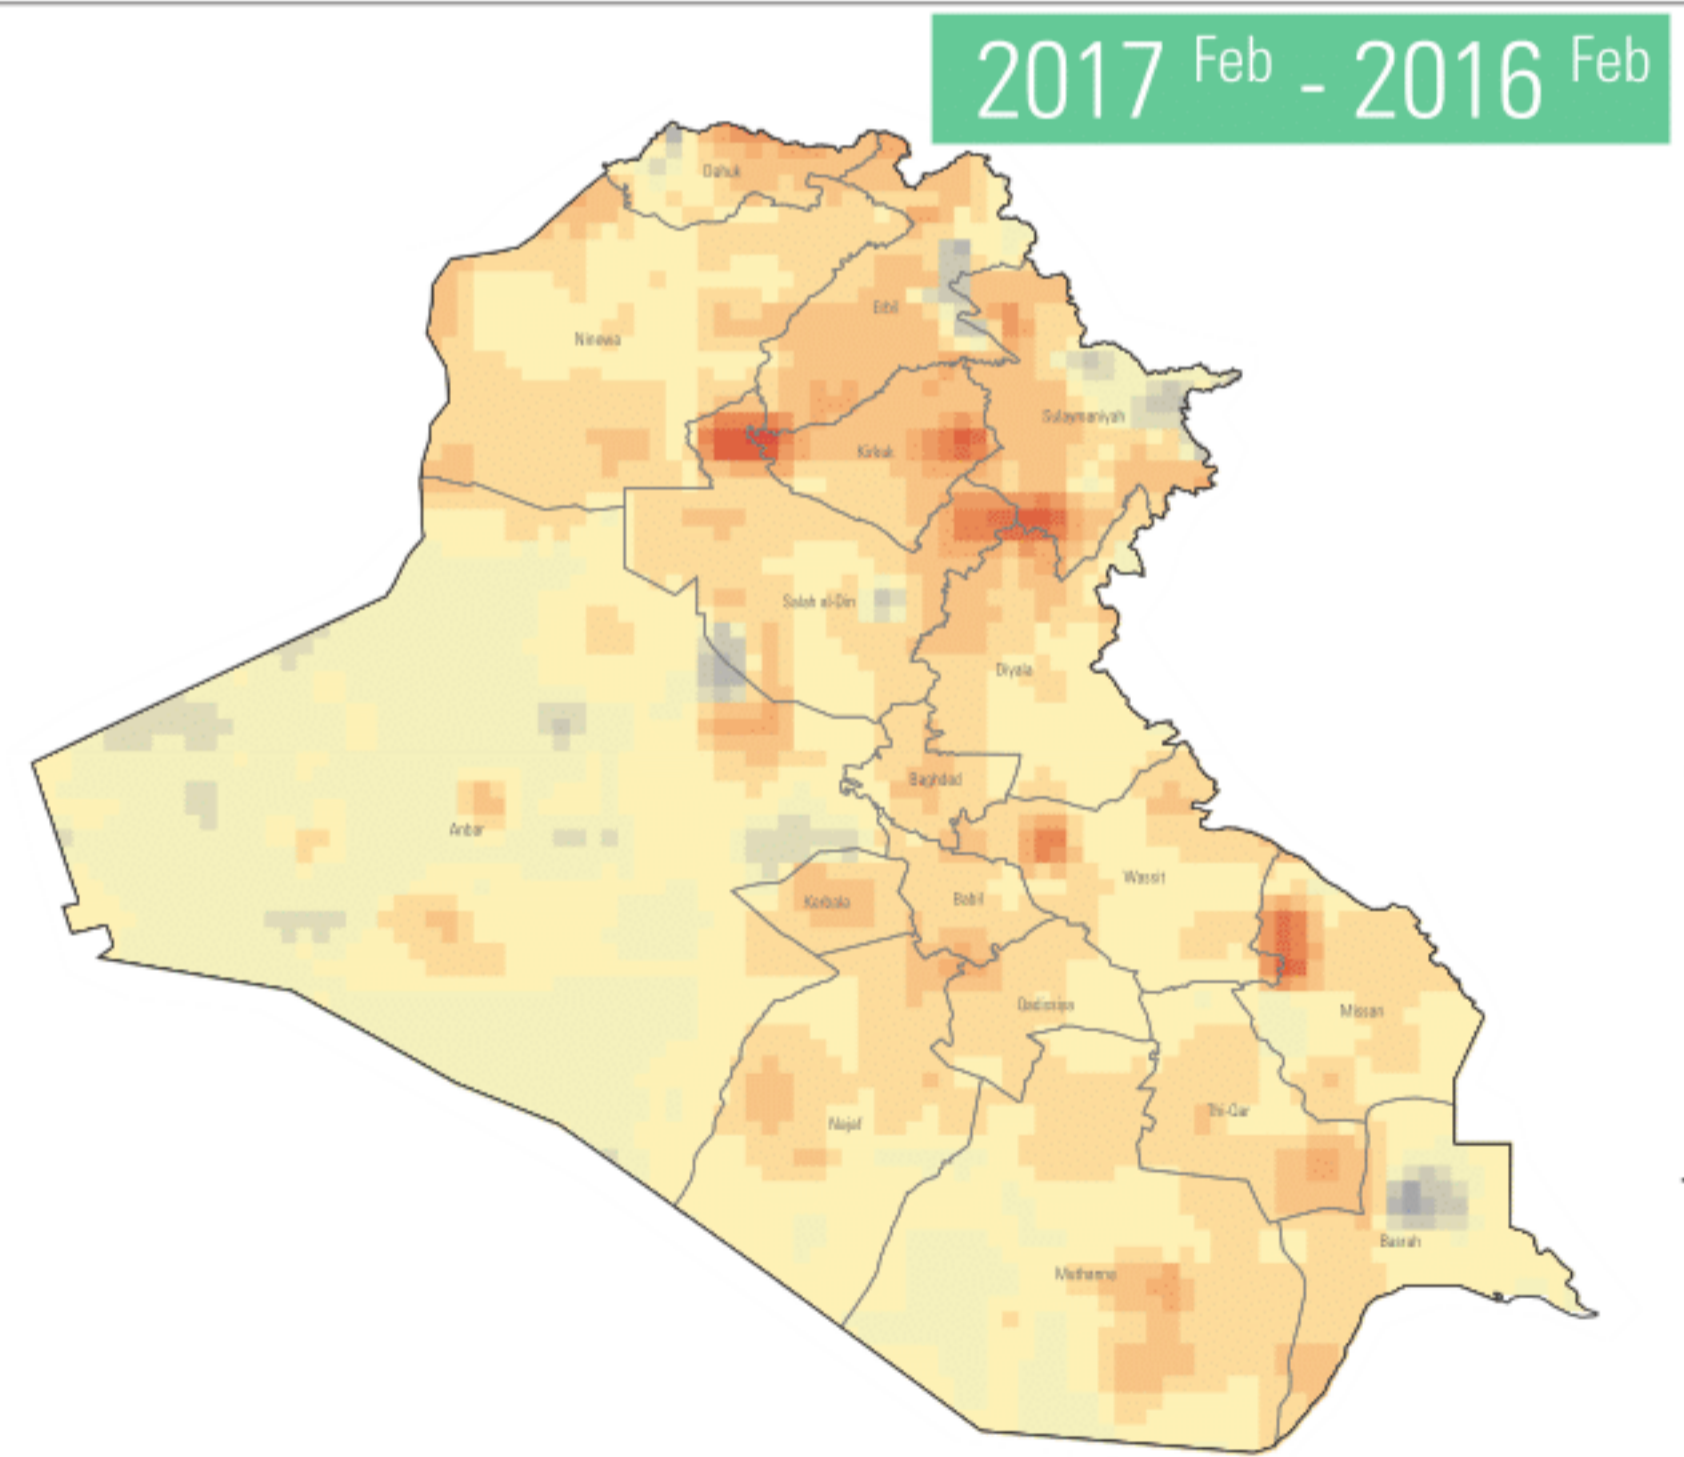 2017 Feb - 2016 Feb
Dahuk
Erbil
Ninewa
Sulaymaniyah
Kirkuk
Salah al-Din
Diyala
Baghdad
Anbar
Wassit
Kerbala
Babil
Qadissiya
Missan
Thi-Qar
Najaf
Basrah
Muthanna